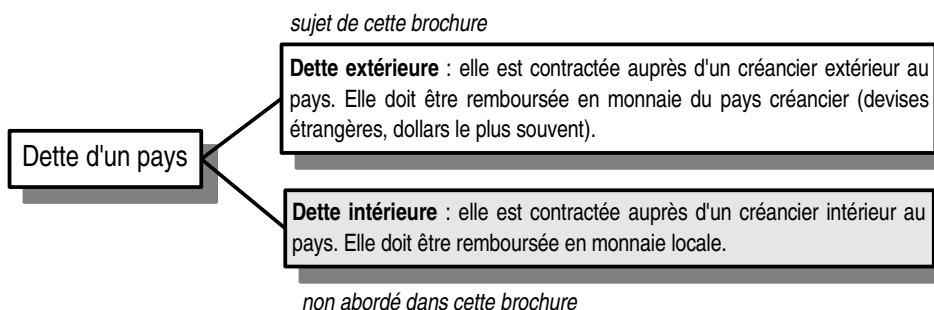 sujet de cette brochure
Dette extérieure : elle est contractée auprès d'un créancier extérieur au
pays. Elle doit être remboursée en monnaie du pays créancier (devises
étrangères, dollars le plus souvent).
Dette d'un pays
Dette intérieure : elle est contractée auprès d'un créancier intérieur au
pays. Elle doit être remboursée en monnaie locale.
non abordé dans cette brochure